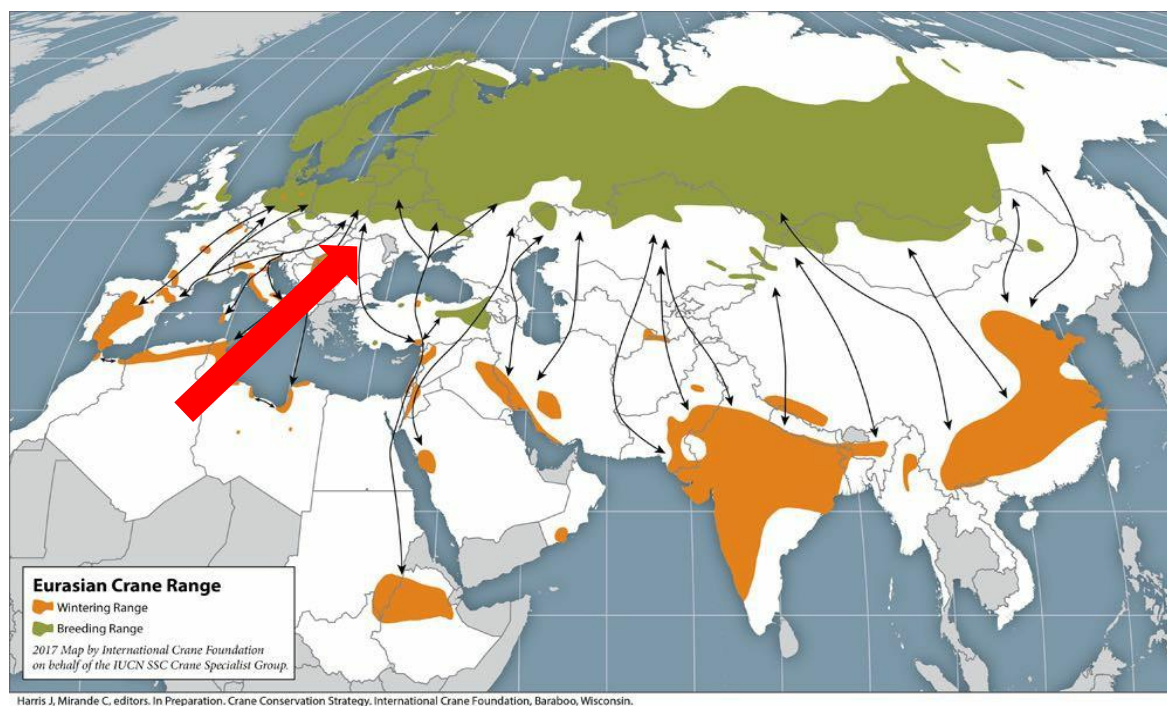 Eurasian Crane Range
Wintering Range
Breeding Range
2017 Map by International Crane Foundation
on behalf of the IUCN SSC Crane Specialist Group.
Harris J, Mirande C, editors. In Preparation. Crane Conservation Strategy. International Crane Foundation, Baraboo, Wisconsin.